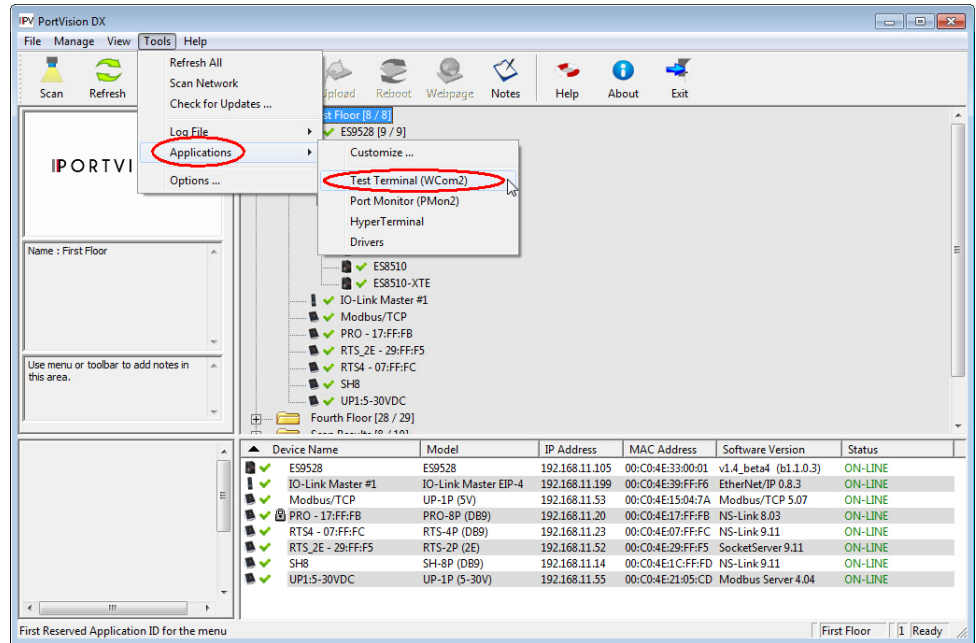 IPV PortVision DX
File Manage View Tools Help
Scan Refresh Upload Reboot Webpage Notes Help About Exit
Refresh All
Scan Network
Check for Updates ...
Log File
Applications
Options ...
Customize ...
Test Terminal (WCom2)
Port Monitor (PMon2)
HyperTerminal
Drivers
IPORTVI
Name : First Floor
Use menu or toolbar to add notes in
this area.
st Floor [8 / 8]
ES9528 [9 / 9]
ES8510
ES8510-XTE
IO-Link Master #1
Modbus/TCP
PRO - 17:FF:FB
RTS_2E - 29:FF:F5
RTS4 - 07:FF:FC
SH8
UP1:5-30VDC
Fourth Floor [28 / 29]
Device Name Model IP Address MAC Address Software Version Status
ES9528 ES9528 192.168.11.105 00:C0:4E:33:00:01 v1.4_beta4 (b1.1.0.3) ON-LINE
IO-Link Master #1 IO-Link Master EIP-4 192.168.11.199 00:C0:4E:39:FF:F6 EtherNet/IP 0.8.3 ON-LINE
Modbus/TCP UP-1P (5V) 192.168.11.53 00:C0:4E:15:04:7A Modbus/TCP 5.07 ON-LINE
PRO - 17:FF:FB PRO-8P (DB9) 192.168.11.20 00:C0:4E:17:FF:FB NS-Link 8.03 ON-LINE
RTS4 - 07:FF:FC RTS-4P (DB9) 192.168.11.23 00:C0:4E:07:FF:FC NS-Link 9.11 ON-LINE
RTS_2E - 29:FF:F5 RTS-2P (2E) 192.168.11.52 00:C0:4E:29:FF:F5 SocketServer 9.11 ON-LINE
SH8 SH-8P (DB9) 192.168.11.14 00:C0:4E:1C:FF:FD NS-Link 9.11 ON-LINE
UP1:5-30VDC UP-1P (5-30V) 192.168.11.55 00:C0:4E:21:05:CD Modbus Server 4.04 ON-LINE
First Reserved Application ID for the menu First Floor 1 Ready